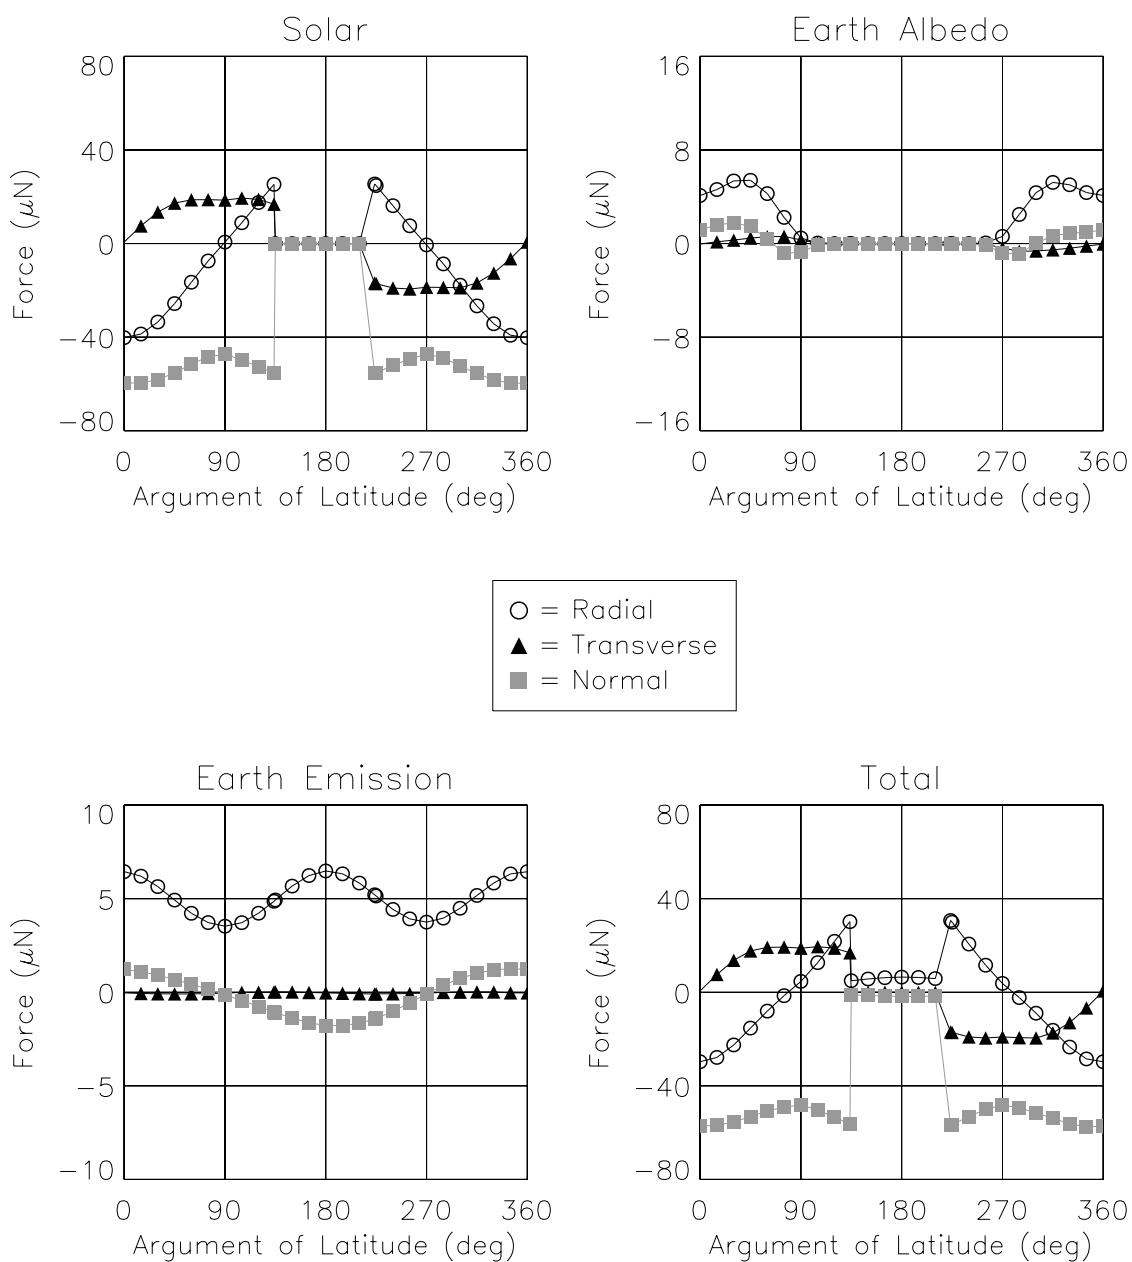 Solar
80
40
0
−40
−80
Force (μN)
0 90 180 270 360
Argument of Latitude (deg)
Earth Albedo
16
8
0
−8
−16
Force (μN)
0 90 180 270 360
Argument of Latitude (deg)
= Radial
= Transverse
= Normal
Earth Emission
10
5
0
−5
−10
Force (μN)
0 90 180 270 360
Argument of Latitude (deg)
Total
80
40
0
−40
−80
Force (μN)
0 90 180 270 360
Argument of Latitude (deg)